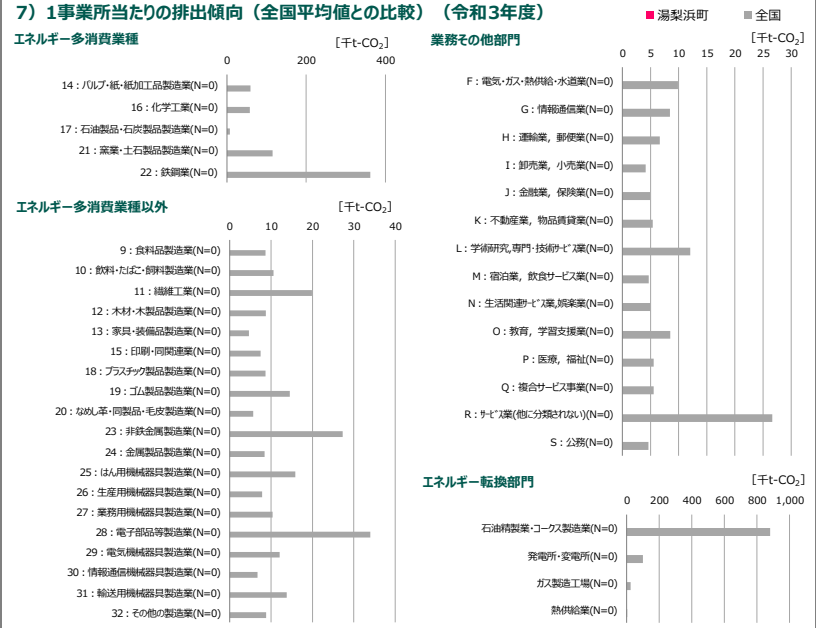 7）1事業所当たりの排出傾向（全国平均値との比較）（令和3年度）
■湯梨浜町 ■全国
エネルギー多消費業種
［千t-CO₂］
0 200 400
14：パルプ・紙・紙加工品製造業(N=0)
16：化学工業(N=0)
17：石油製品・石炭製品製造業(N=0)
21：窯業・土石製品製造業(N=0)
22：鉄鋼業(N=0)
エネルギー多消費業種以外
［千t-CO₂］
0 10 20 30 40
9：食料品製造業(N=0)
10：飲料・たばこ・飼料製造業(N=0)
11：繊維工業(N=0)
12：木材・木製品製造業(N=0)
13：家具・装備品製造業(N=0)
15：印刷・同関連業(N=0)
18：プラスチック製品製造業(N=0)
19：ゴム製品製造業(N=0)
20：なめし革・同製品・毛皮製造業(N=0)
23：非鉄金属製造業(N=0)
24：金属製品製造業(N=0)
25：はん用機械器具製造業(N=0)
26：生産用機械器具製造業(N=0)
27：業務用機械器具製造業(N=0)
28：電子部品等製造業(N=0)
29：電気機械器具製造業(N=0)
30：情報通信機械器具製造業(N=0)
31：輸送用機械器具製造業(N=0)
32：その他の製造業(N=0)
業務その他部門
［千t-CO₂］
0 5 10 15 20 25 30
F：電気・ガス・熱供給・水道業(N=0)
G：情報通信業(N=0)
H：運輸業，郵便業(N=0)
I：卸売業，小売業(N=0)
J：金融業，保険業(N=0)
K：不動産業，物品賃貸業(N=0)
L：学術研究,専門・技術サービス業(N=0)
M：宿泊業，飲食サービス業(N=0)
N：生活関連サービス業,娯楽業(N=0)
O：教育，学習支援業(N=0)
P：医療，福祉(N=0)
Q：複合サービス事業(N=0)
R：サービス業(他に分類されない)(N=0)
S：公務(N=0)
エネルギー転換部門
［千t-CO₂］
0 200 400 600 800 1,000
石油精製業・コークス製造業(N=0)
発電所・変電所(N=0)
ガス製造工場(N=0)
熱供給業(N=0)